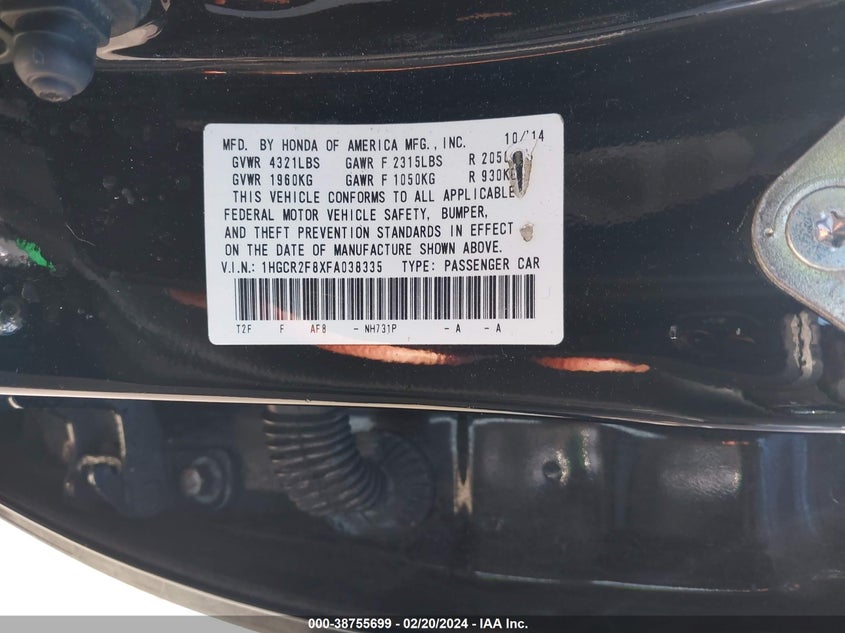 MFD. BY HONDA OF AMERICA MFG., INC. 10/14
GVWR 4321LBS GAWR F 2315LBS R
GVWR 1960KG GAWR F 1050KG R 930KG
THIS VEHICLE CONFORMS TO ALL APPLICABLE
FEDERAL MOTOR VEHICLE SAFETY, BUMPER,
AND THEFT PREVENTION STANDARDS IN EFFECT
ON THE DATE OF MANUFACTURE SHOWN ABOVE.
V.I.N.: 1HGCR2F8XFA038335 TYPE: PASSENGER CAR
T2F F AF8 - NH731P - A - A
000-38755699 - 02/20/2024 - IAA Inc.